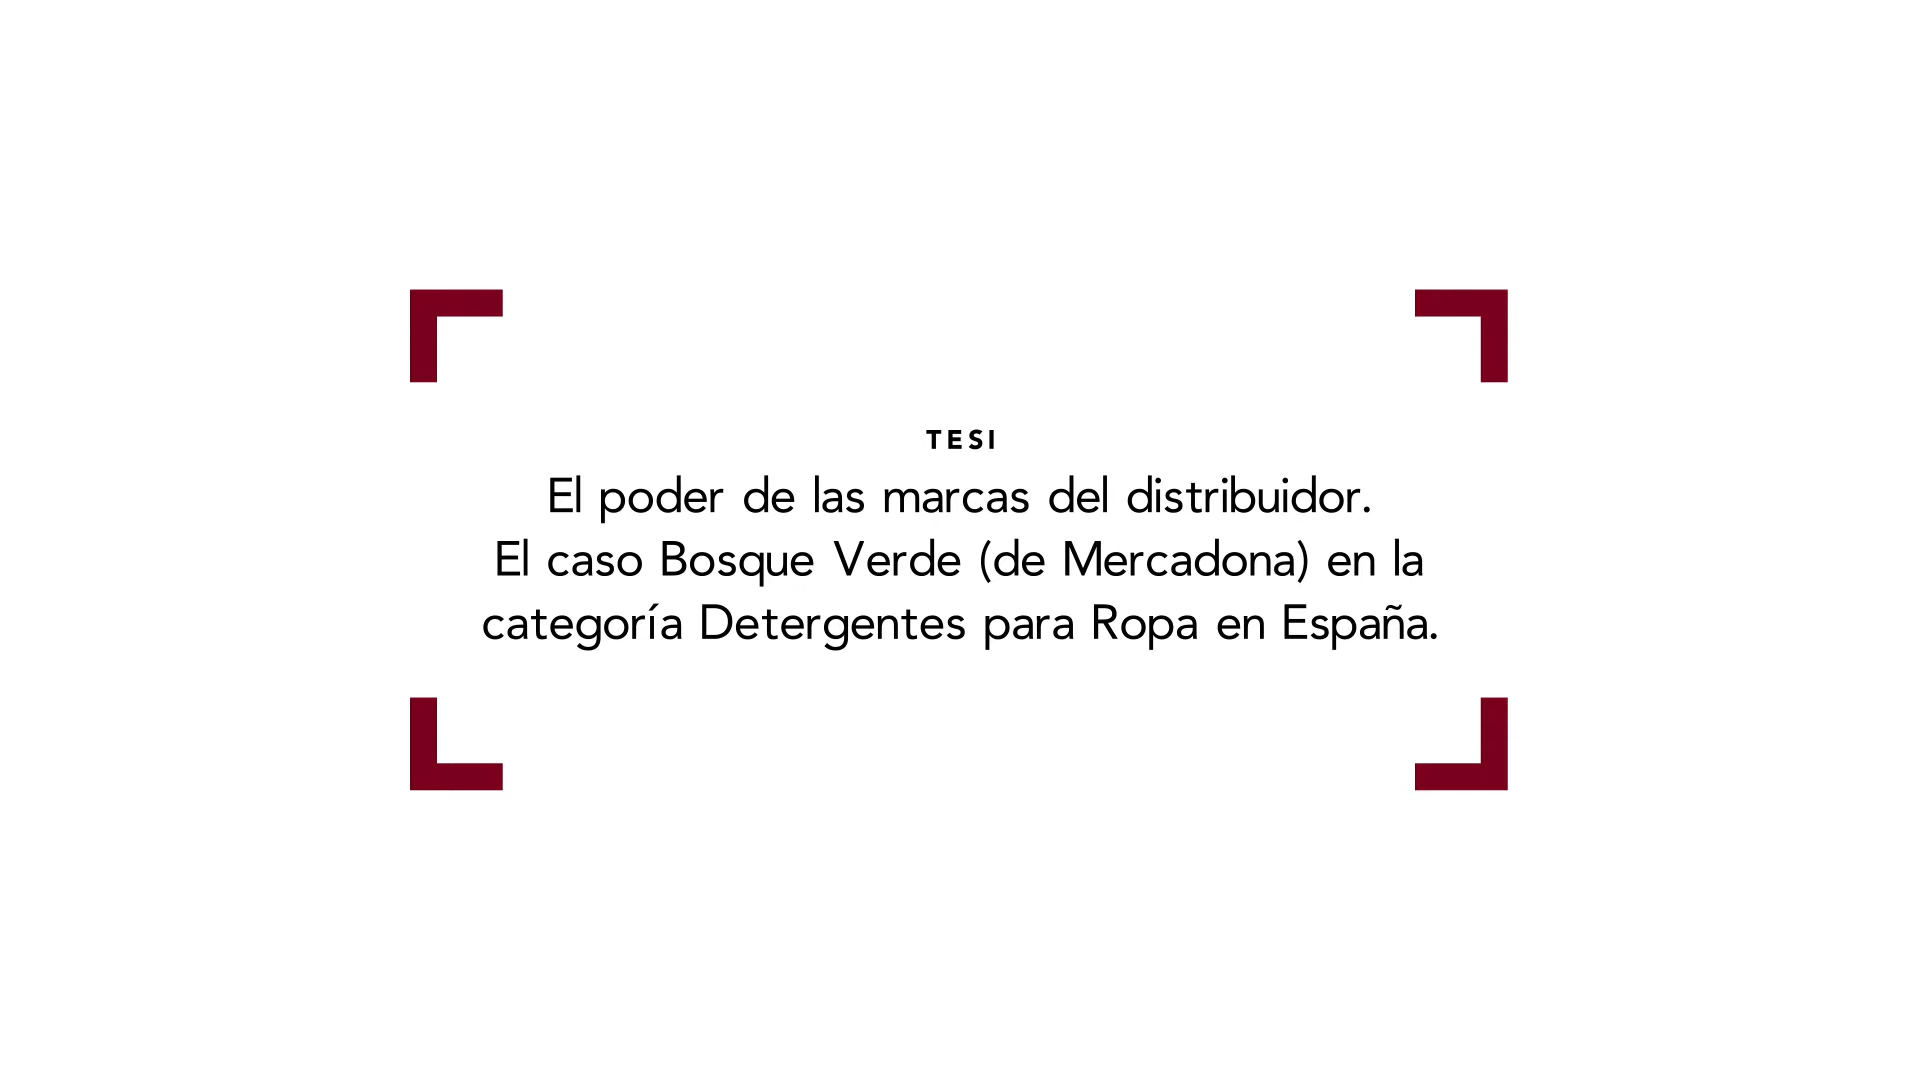 TESI
El poder de las marcas del distribuidor.
El caso Bosque Verde (de Mercadona) en la
categoría Detergentes para Ropa en España.